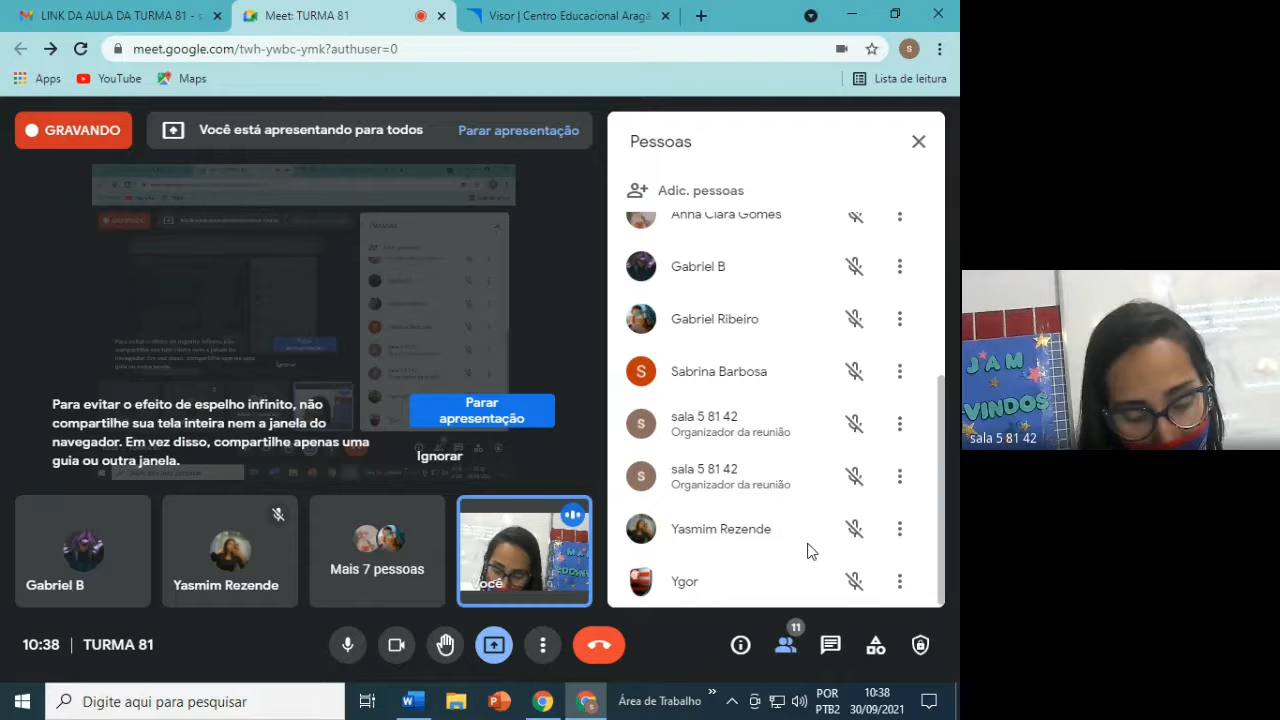 LINK DA AULA DA TURMA 81 - s
Meet: TURMA 81
Visor | Centro Educacional Aragã
meet.google.com/twh-ywbc-ymk?authuser=0
S
Apps
YouTube
Maps
Lista de leitura
GRAVANDO
Você está apresentando para todos
Parar apresentação
Pessoas
Adic. pessoas
Anna Clara Gomes
Gabriel B
Gabriel Ribeiro
S
Sabrina Barbosa
S
sala 5 81 42
Organizador da reunião
S
sala 5 81 42
Organizador da reunião
Yasmim Rezende
Ygor
Para evitar o efeito de espelho infinito, não
compartilhe sua tela inteira nem a janela do
navegador. Em vez disso, compartilhe apenas uma
guia ou outra janela.
Parar
apresentação
Ignorar
Gabriel B
Yasmim Rezende
Mais 7 pessoas
Você
10:38 | TURMA 81
11
Digite aqui para pesquisar
Área de Trabalho
POR
PTB2
10:38
30/09/2021
JAM
VINDOS
sala 5 81 42